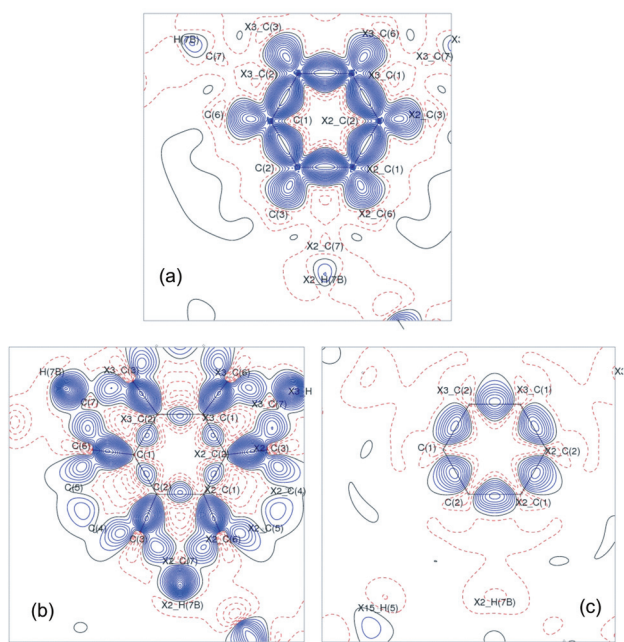 X3_C(3)
X3_C(6)
H(7B)
C(7)
X3_C(7)
X3_C(2)
X3_C(1)
C(6)
C(1)
X2_C(2)
X2_C(3)
C(2)
X2_C(1)
C(3)
X2_C(6)
X2_C(7)
(a)
X2_H(7B)
H(7B)
X3_C(3)
X3_C(6)
X3_H
C(7)
X3_C(7)
X3_C(2)
X3_C(1)
C(6)
X2_C(3)
C(1)
X2_C(2)
C(5)
C(2)
X2_C(1)
X2_C(4)
C(4)
X2_C(5)
C(3)
X2_C(6)
X2_C(7)
(b)
X2_H(7B)
X3_C(2)
X3_C(1)
C(1)
X2_C(2)
C(2)
X2_C(1)
X2_H(7B)
X15_H(5)
(c)